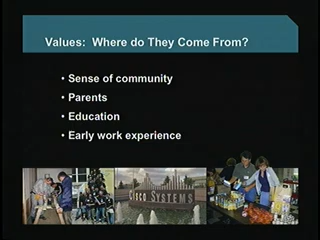 Values: Where do They Come From?
• Sense of community
• Parents
• Education
• Early work experience
CISCO SYSTEMS